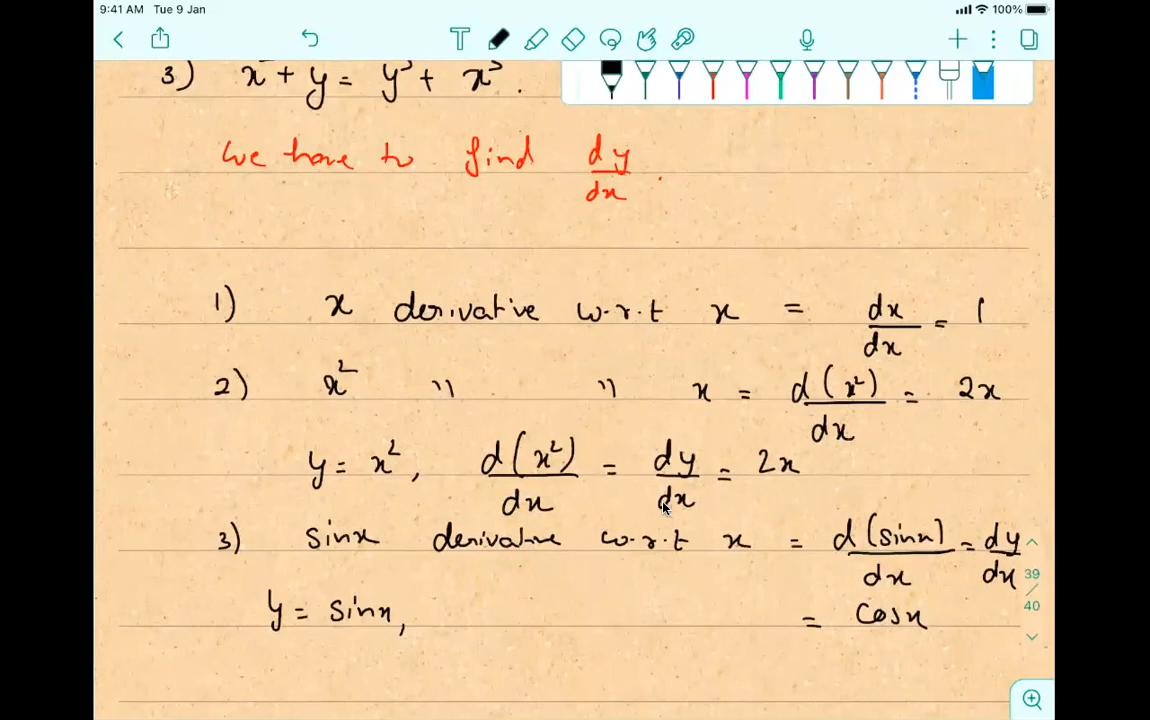 9:41 AM Tue 9 Jan 100%
3) x² + y = y³ + x³.
We have to find dy/dx.
1) x derivative w.r.t x = dx/dx = 1
2) x² " " x = d(x²)/dx = 2x
y = x², d(x²)/dx = dy/dx = 2x
3) sinx derivative w.r.t x = d(sinx)/dx = dy/dx
39
/
40
y = sinx, = cosx